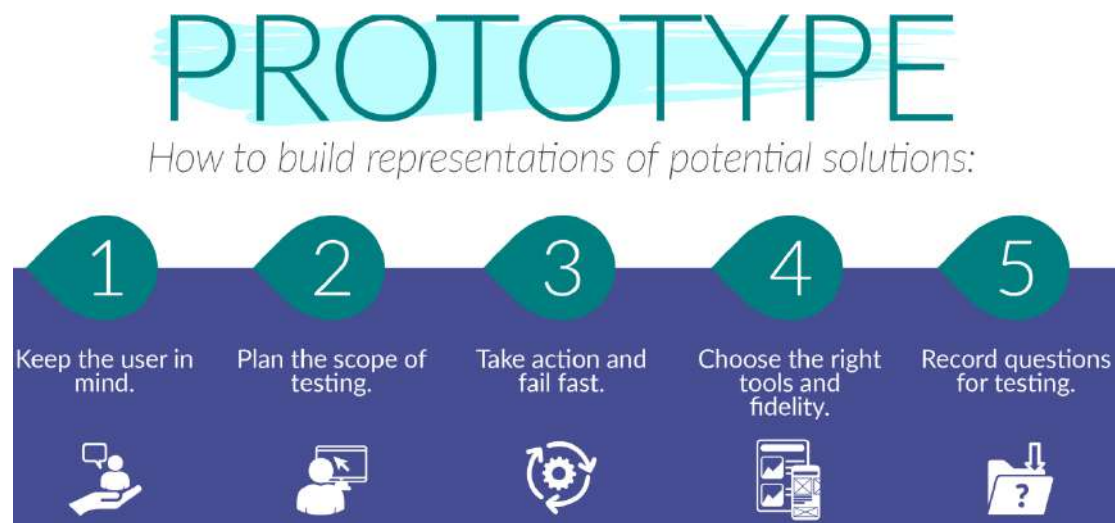 PROTOTYPE
How to build representations of potential solutions:
1
2
3
4
5
Keep the user in
mind.
Plan the scope of
testing.
Take action and
fail fast.
Choose the right
tools and
fidelity.
Record questions
for testing.
?